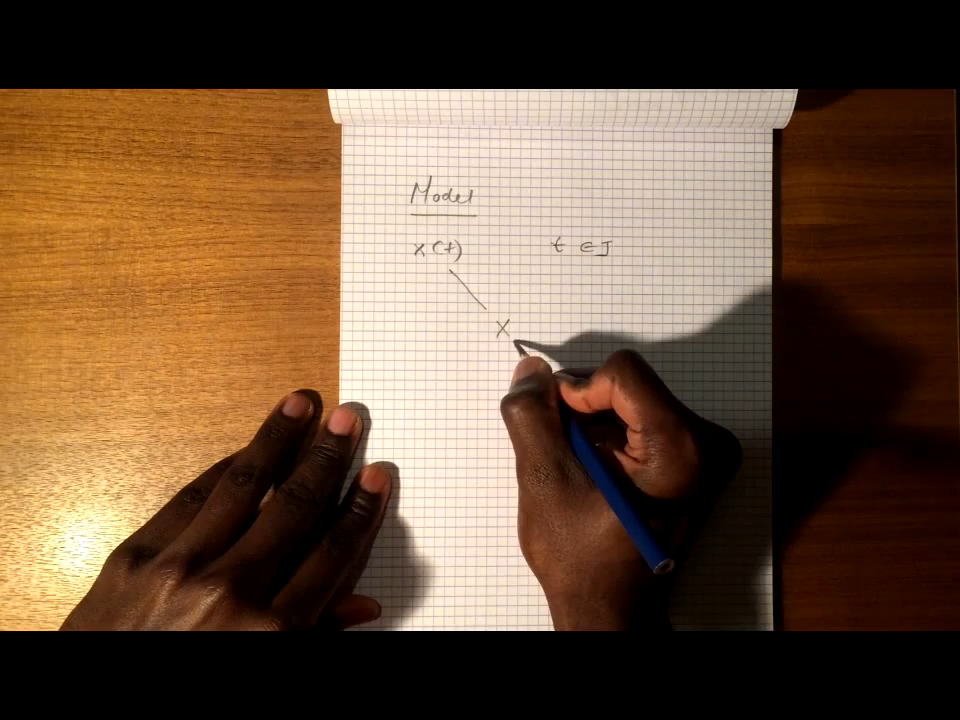 Model
x(t) t ∈ J
X